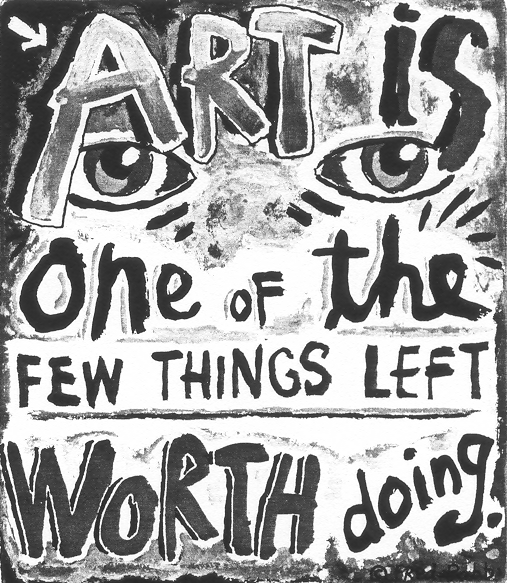 ART is
one of the
FEW THINGS LEFT
WORTH doing.